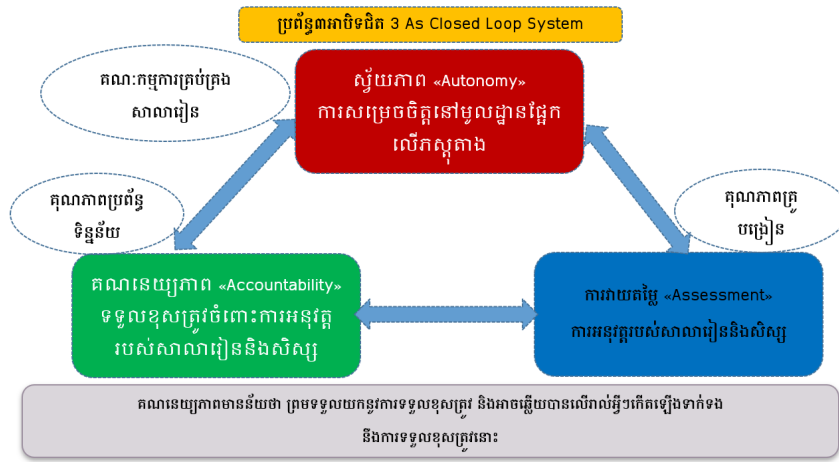 ប្រព័ន្ធ៣អាបិទជិត 3 As Closed Loop System
គណៈកម្មការគ្រប់គ្រង
សាលារៀន
ស្វ័យភាព «Autonomy»
ការសម្រេចចិត្តនៅមូលដ្ឋានផ្អែក
លើភស្តុតាង
គុណភាពប្រព័ន្ធ
ទិន្នន័យ
គុណភាពគ្រូ
បង្រៀន
គណនេយ្យភាព «Accountability»
ទទួលខុសត្រូវចំពោះការអនុវត្ត
របស់សាលារៀននិងសិស្ស
ការវាយតម្លៃ «Assessment»
ការអនុវត្តរបស់សាលារៀននិងសិស្ស
គណនេយ្យភាពមានន័យថា ព្រមទទួលយកនូវការទទួលខុសត្រូវ និងអាចឆ្លើយបានលើរាល់អ្វីៗកើតឡើងទាក់ទង
នឹងការទទួលខុសត្រូវនោះ